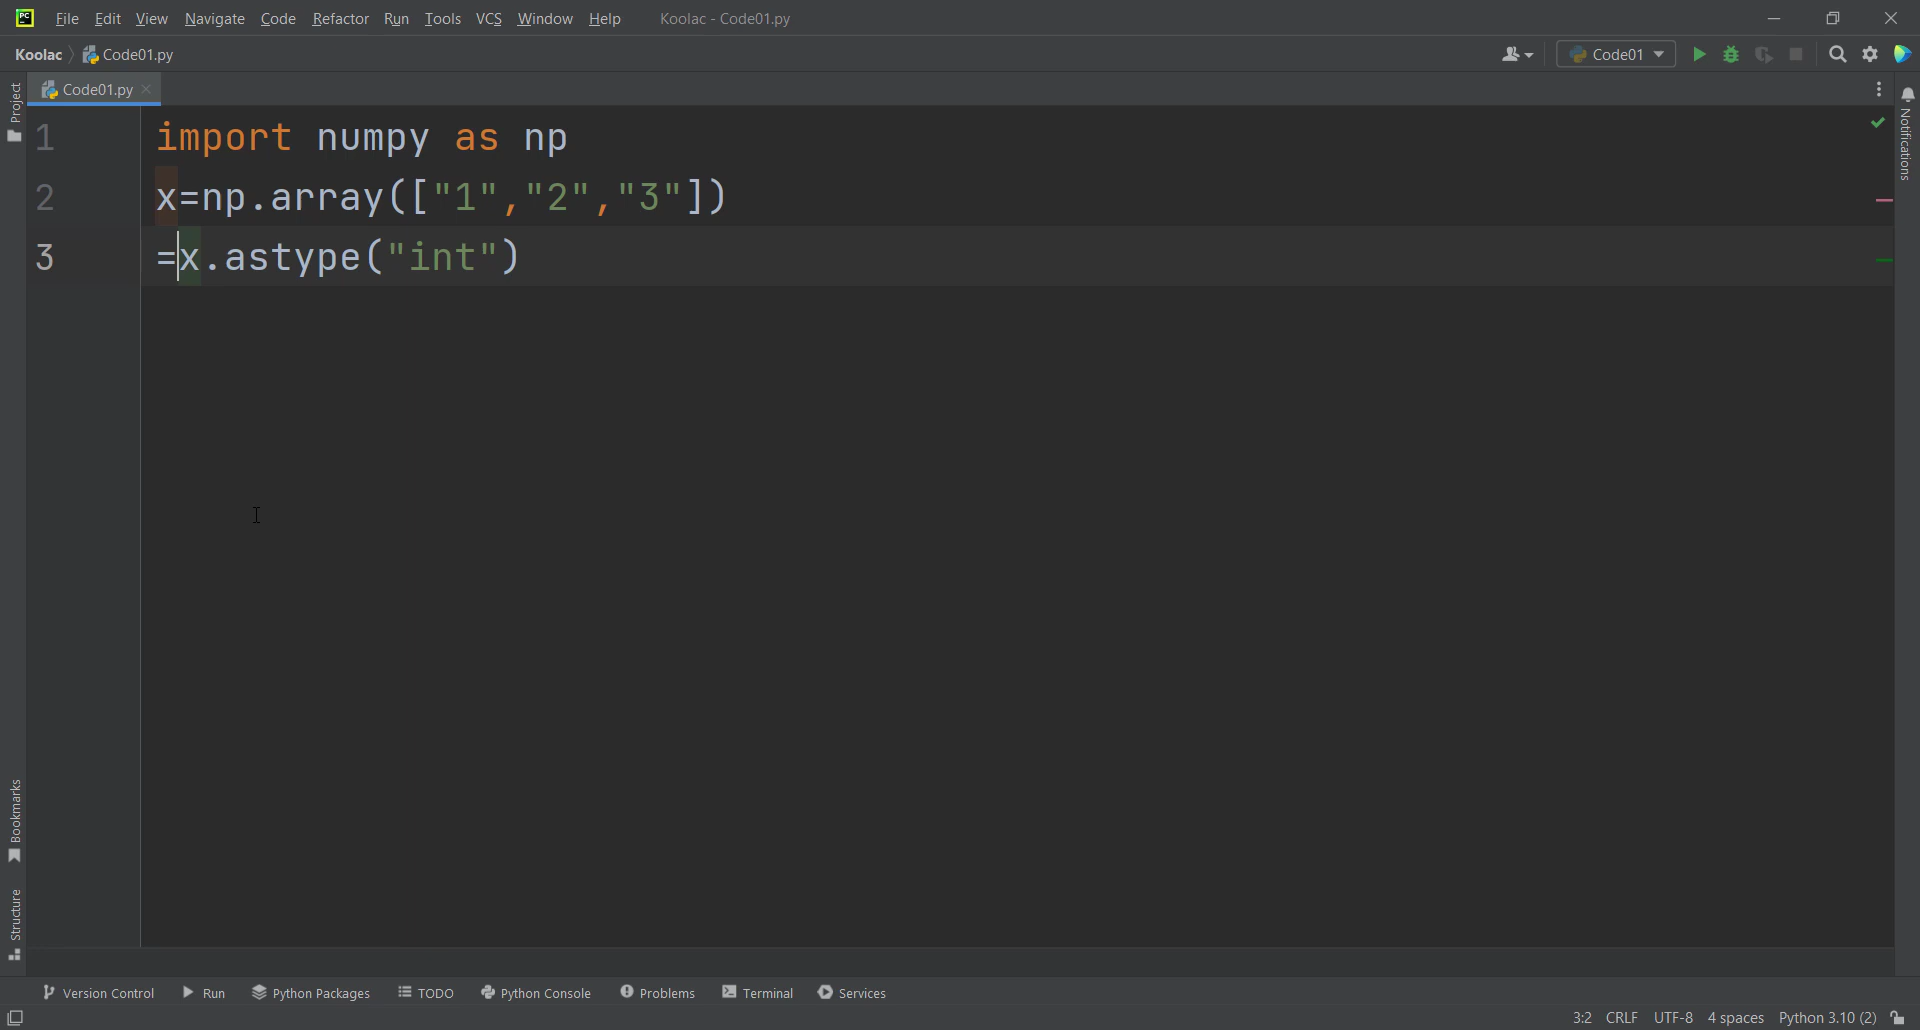 PC File Edit View Navigate Code Refactor Run Tools VCS Window Help Koolac - Code01.py
Koolac Code01.py Code01
Code01.py
Project
Notifications
1 import numpy as np
2 x=np.array(["1","2","3"])
3 =x.astype("int")
Bookmarks
Structure
Version Control Run Python Packages TODO Python Console Problems Terminal Services
3:2 CRLF UTF-8 4 spaces Python 3.10 (2)